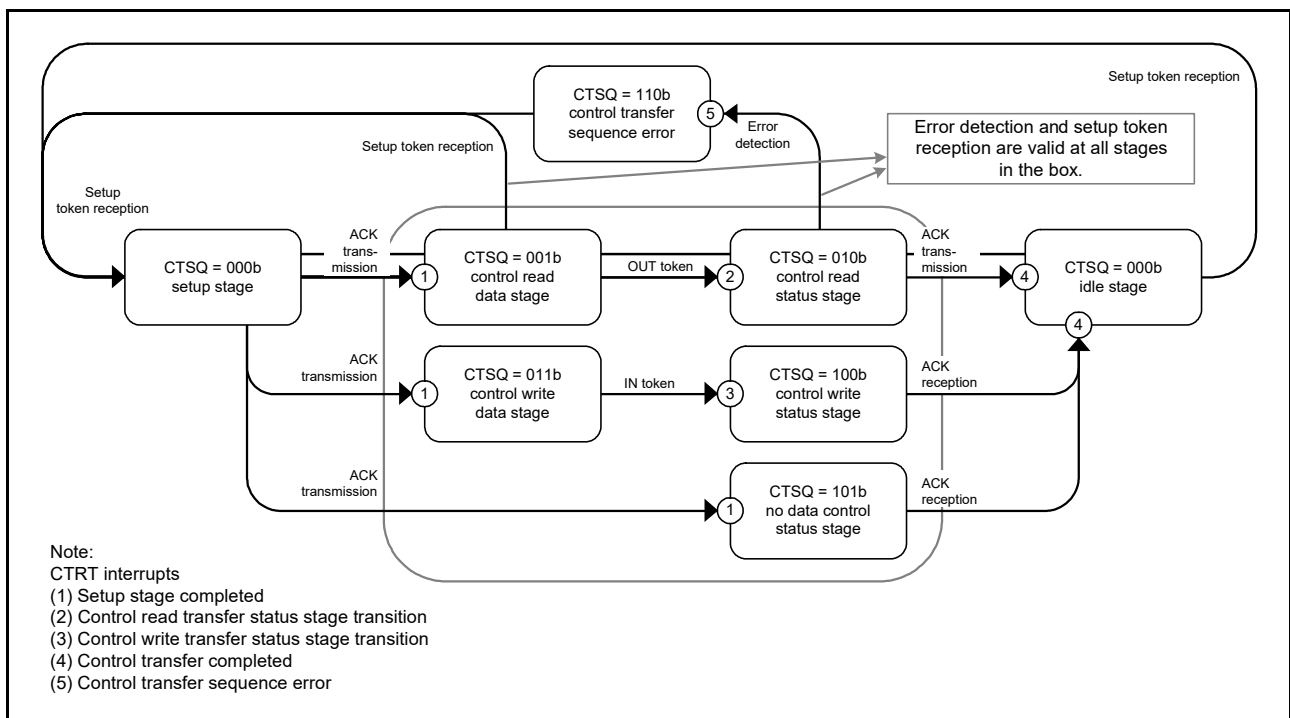 Setup token reception
CTSQ = 110b
control transfer
sequence error
5
Error
detection
Setup token reception
Error detection and setup token
reception are valid at all stages
in the box.
Setup
token reception
CTSQ = 000b
setup stage
ACK
trans-
mission
1
CTSQ = 001b
control read
data stage
OUT token
2
CTSQ = 010b
control read
status stage
ACK
trans-
mission
4
CTSQ = 000b
idle stage
4
ACK
transmission
1
CTSQ = 011b
control write
data stage
IN token
3
CTSQ = 100b
control write
status stage
ACK
reception
ACK
transmission
1
CTSQ = 101b
no data control
status stage
ACK
reception
Note:
CTRT interrupts
(1) Setup stage completed
(2) Control read transfer status stage transition
(3) Control write transfer status stage transition
(4) Control transfer completed
(5) Control transfer sequence error